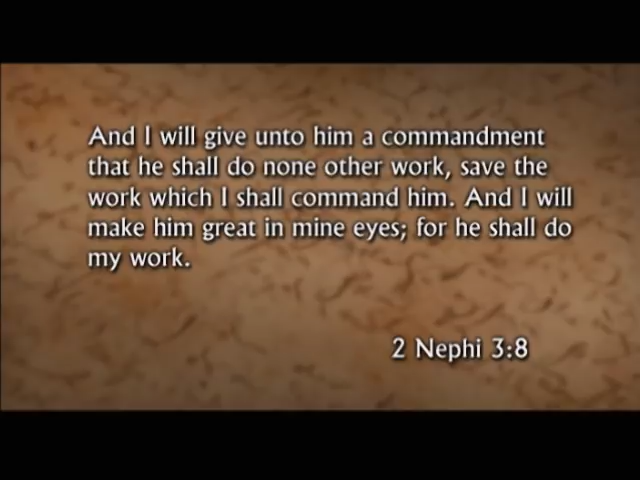 And I will give unto him a commandment
that he shall do none other work, save the
work which I shall command him. And I will
make him great in mine eyes; for he shall do
my work.
2 Nephi 3:8